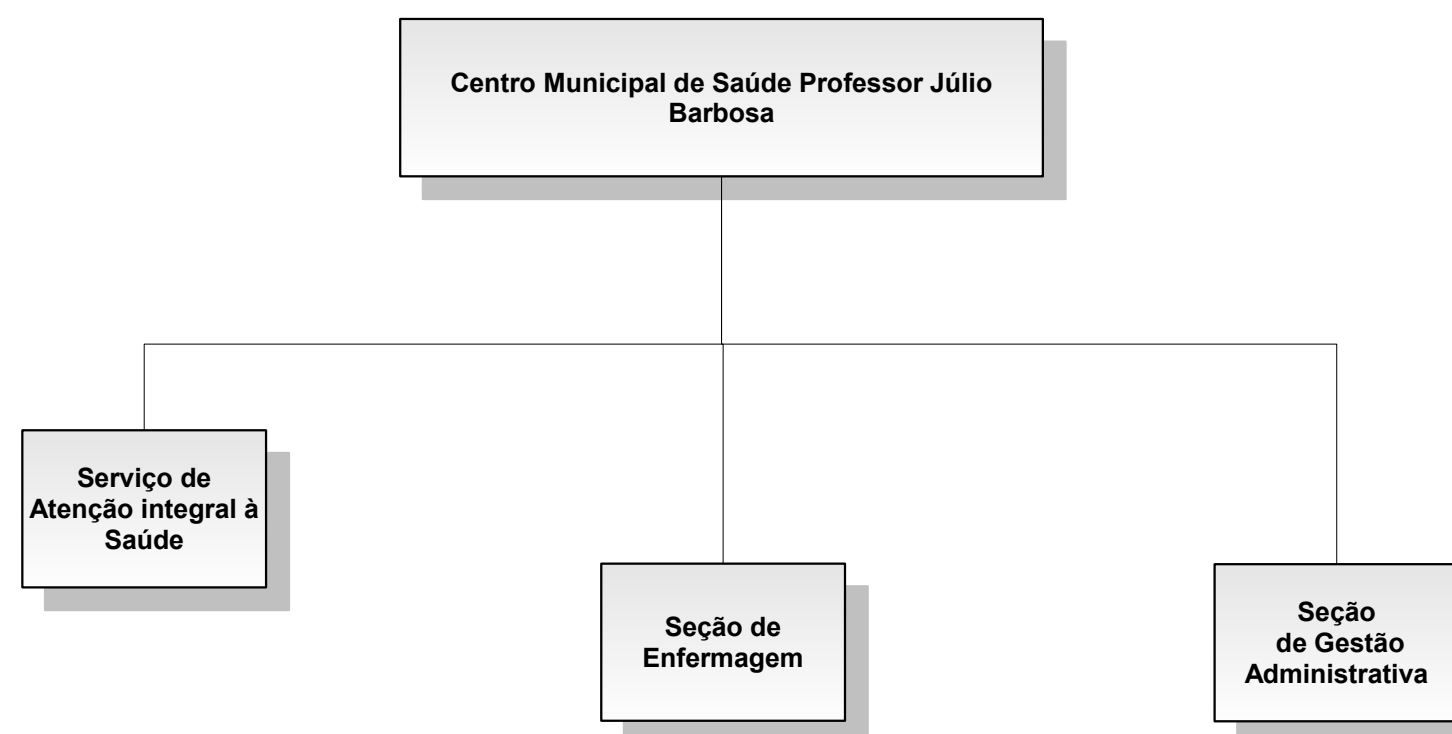 Centro Municipal de Saúde Professor Júlio
Barbosa
Serviço de
Atenção integral à
Saúde
Seção de
Enfermagem
Seção
de Gestão
Administrativa